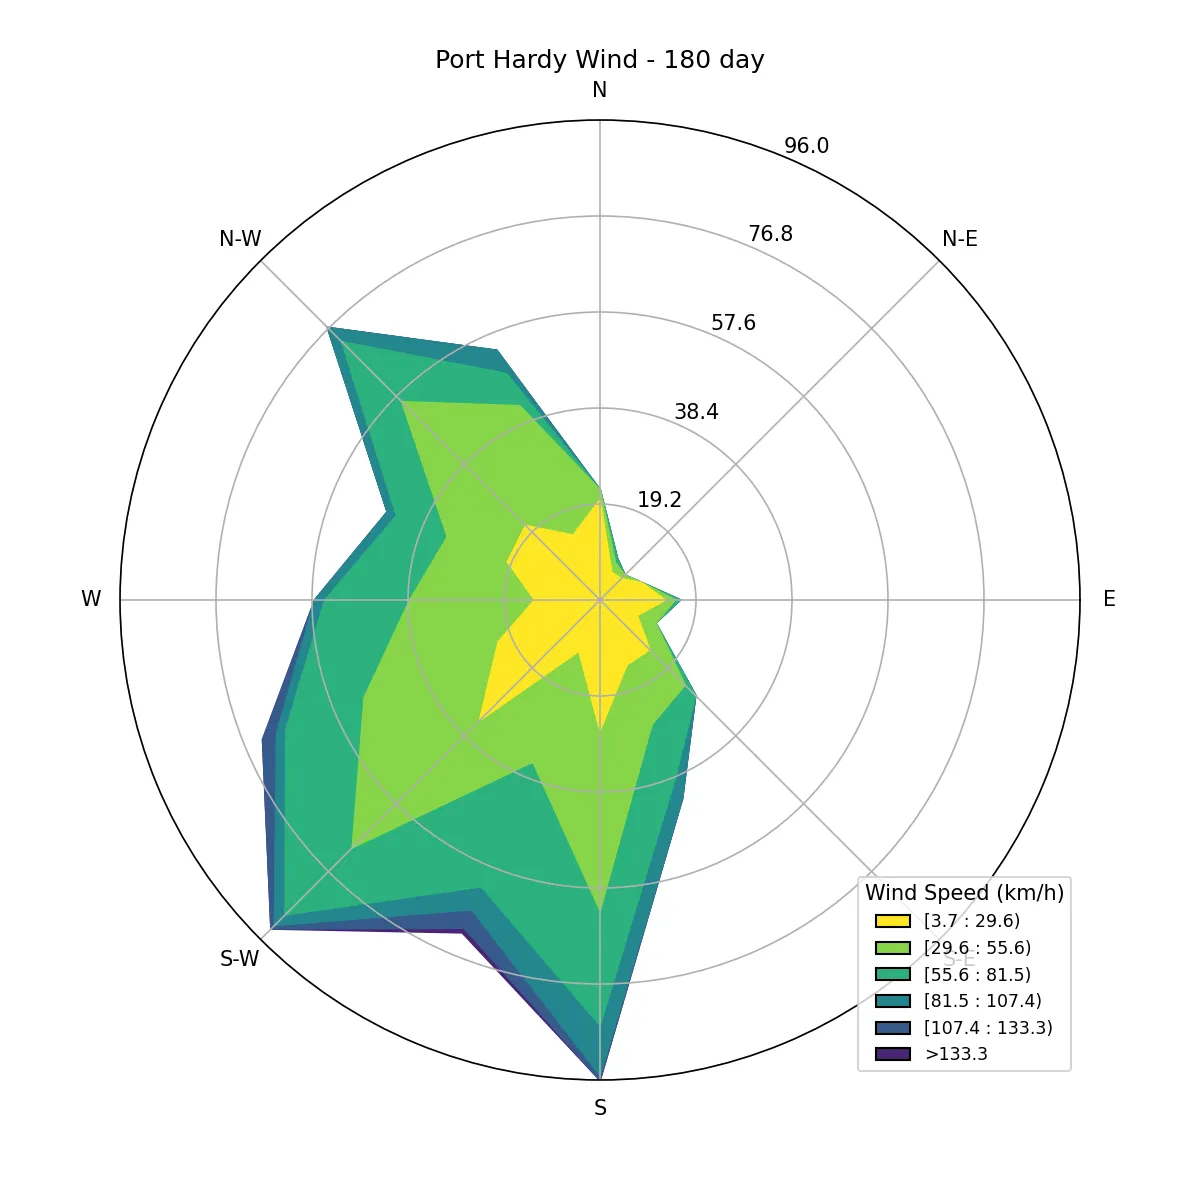 Port Hardy Wind - 180 day
N
96.0
N-W
N-E
76.8
57.6
38.4
19.2
W
E
Wind Speed (km/h)
[3.7 : 29.6)
[29.6 : 55.6)
S-W
S-E
[55.6 : 81.5)
[81.5 : 107.4)
[107.4 : 133.3)
>133.3
S